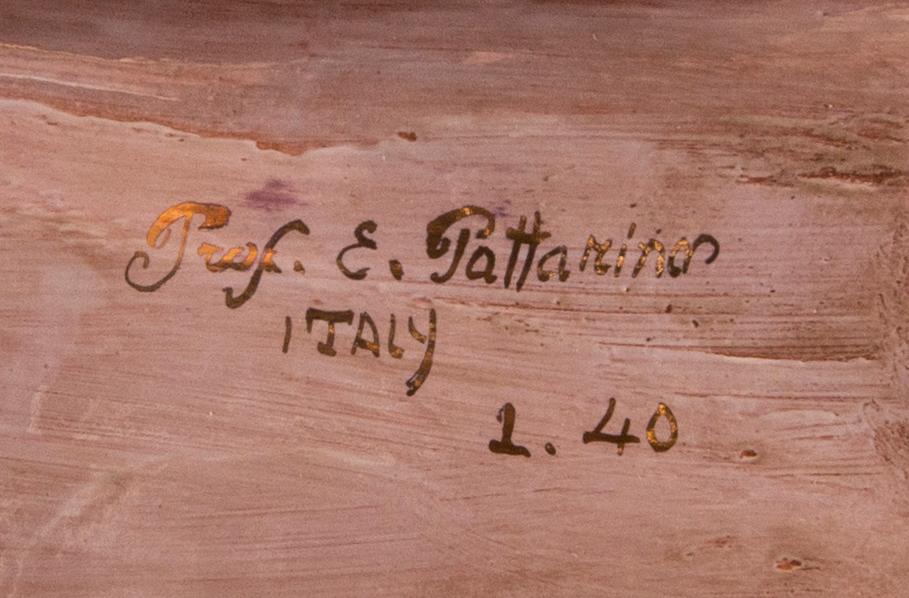 Prof. E. Pattarino
ITALY
1. 40